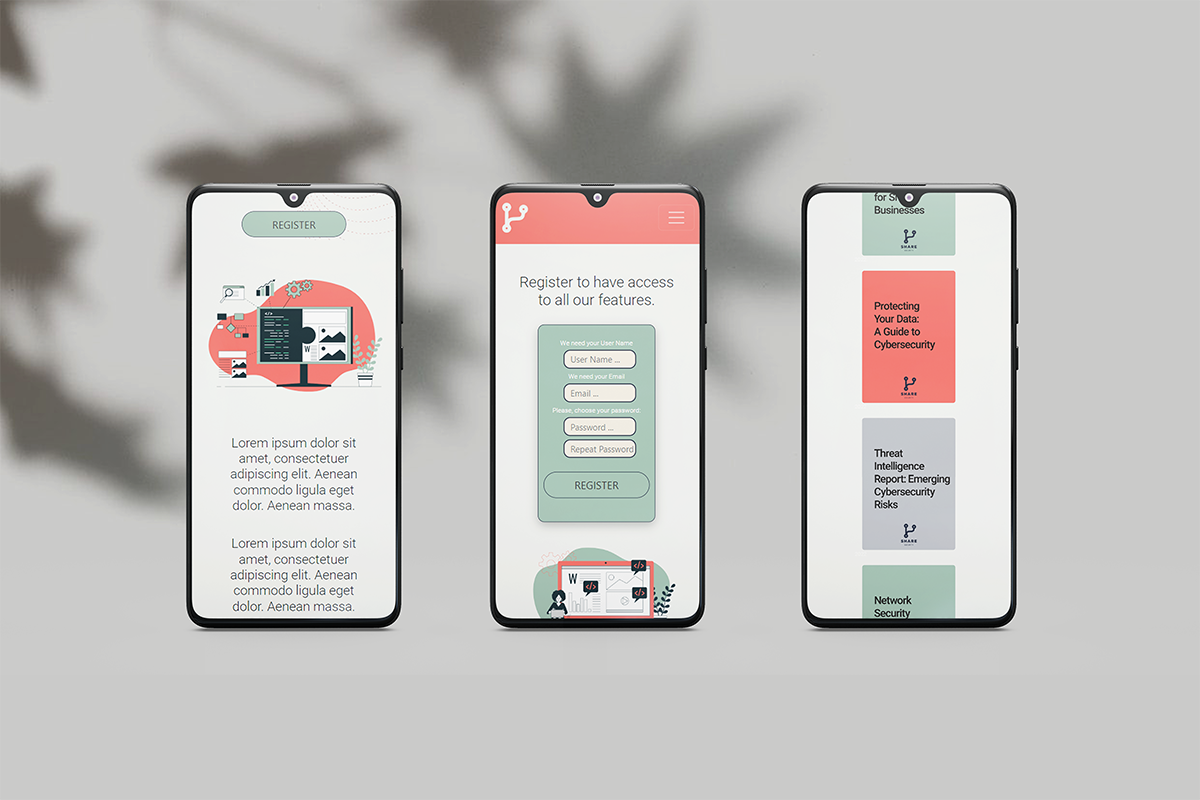 REGISTER
</>
W
Lorem ipsum dolor sit
amet, consectetuer
adipiscing elit. Aenean
commodo ligula eget
dolor. Aenean massa.
Lorem ipsum dolor sit
amet, consectetuer
adipiscing elit. Aenean
commodo ligula eget
dolor. Aenean massa.
Register to have access
to all our features.
We need your User Name
User Name ...
We need your Email
Email ...
Please, choose your password:
Password ...
Repeat Password
REGISTER
W
</>
</>
</>
Businesses
SHARE
Protecting
Your Data:
A Guide to
Cybersecurity
SHARE
Threat
Intelligence
Report: Emerging
Cybersecurity
Risks
SHARE
Network
Security